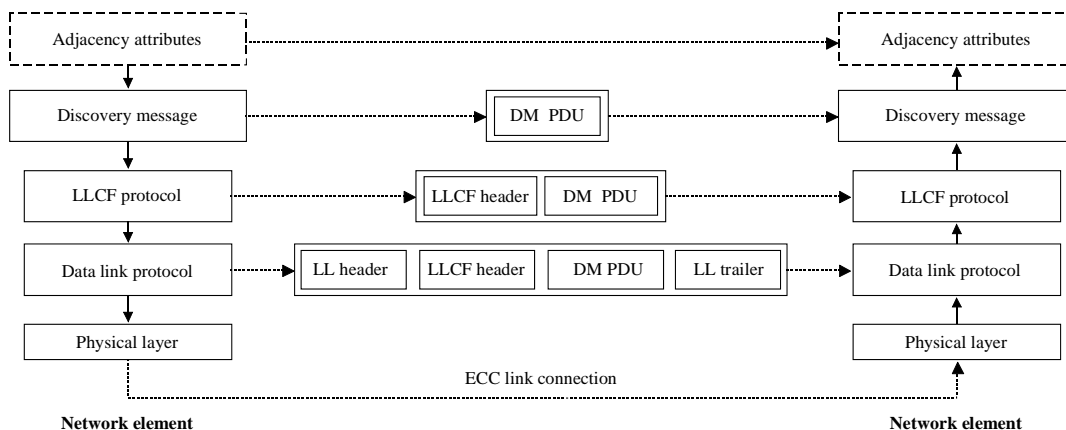 Adjacency attributes
Adjacency attributes
Discovery message
DM PDU
Discovery message
LLCF protocol
LLCF header
DM PDU
LLCF protocol
Data link protocol
LL header
LLCF header
DM PDU
LL trailer
Data link protocol
Physical layer
Physical layer
ECC link connection
Network element
Network element